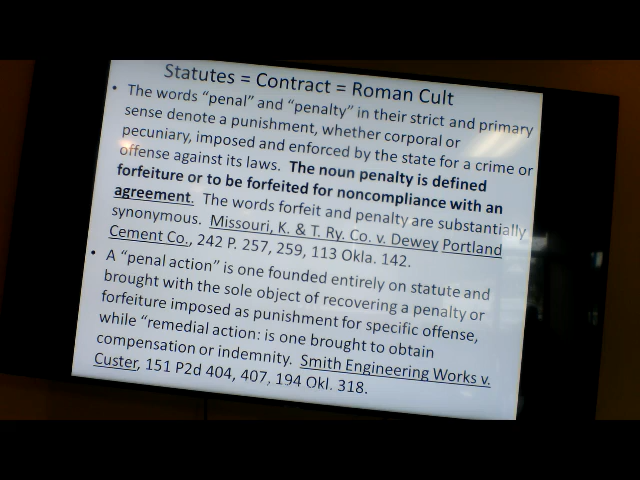 Statutes = Contract = Roman Cult
• The words "penal" and "penalty" in their strict and primary
sense denote a punishment, whether corporal or
pecuniary, imposed and enforced by the state for a crime or
offense against its laws. The noun penalty is defined
forfeiture or to be forfeited for noncompliance with an
agreement. The words forfeit and penalty are substantially
synonymous. Missouri, K. & T. Ry. Co. v. Dewey Portland
Cement Co., 242 P. 257, 259, 113 Okla. 142.
• A "penal action" is one founded entirely on statute and
brought with the sole object of recovering a penalty or
forfeiture imposed as punishment for specific offense,
while "remedial action: is one brought to obtain
compensation or indemnity. Smith Engineering Works v.
Custer, 151 P2d 404, 407, 194 Okl. 318.